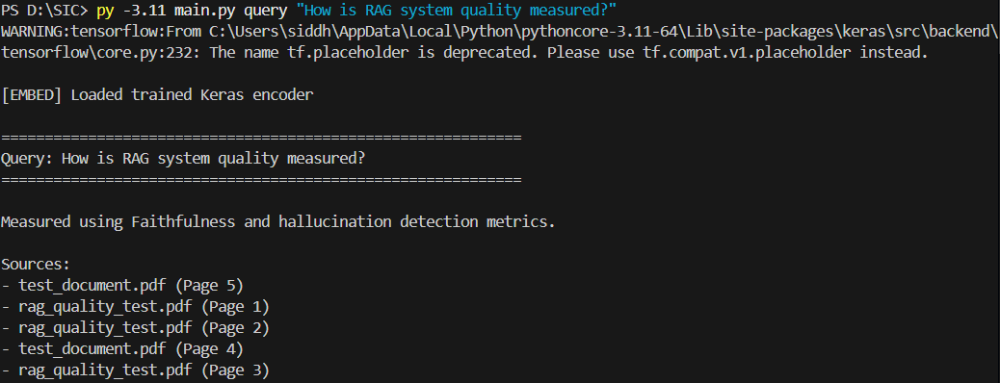 PS D:\SIC> py -3.11 main.py query "How is RAG system quality measured?"
WARNING:tensorflow:From C:\Users\siddh\AppData\Local\Python\pythoncore-3.11-64\Lib\site-packages\keras\src\backend\
tensorflow\core.py:232: The name tf.placeholder is deprecated. Please use tf.compat.v1.placeholder instead.
[EMBED] Loaded trained Keras encoder
============================================================
Query: How is RAG system quality measured?
============================================================
Measured using Faithfulness and hallucination detection metrics.
Sources:
- test_document.pdf (Page 5)
- rag_quality_test.pdf (Page 1)
- rag_quality_test.pdf (Page 2)
- test_document.pdf (Page 4)
- rag_quality_test.pdf (Page 3)